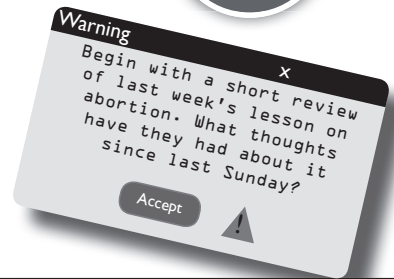 Warning
x
Begin with a short review
of last week's lesson on
abortion. What thoughts
have they had about it
since last Sunday?
Accept
!